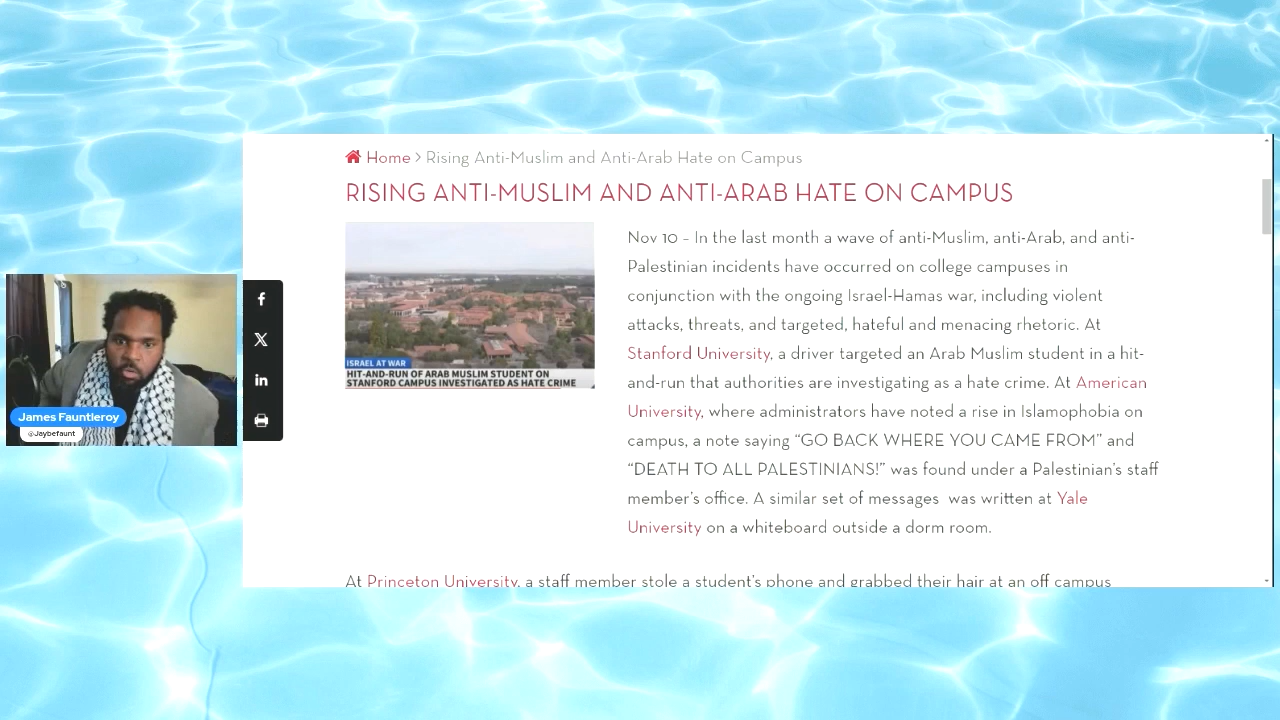 Home > Rising Anti-Muslim and Anti-Arab Hate on Campus
RISING ANTI-MUSLIM AND ANTI-ARAB HATE ON CAMPUS
ISRAEL AT WAR
HIT-AND-RUN OF ARAB MUSLIM STUDENT ON
STANFORD CAMPUS INVESTIGATED AS HATE CRIME
Nov 10 – In the last month a wave of anti-Muslim, anti-Arab, and anti-
Palestinian incidents have occurred on college campuses in
conjunction with the ongoing Israel-Hamas war, including violent
attacks, threats, and targeted, hateful and menacing rhetoric. At
Stanford University, a driver targeted an Arab Muslim student in a hit-
and-run that authorities are investigating as a hate crime. At American
University, where administrators have noted a rise in Islamophobia on
campus, a note saying “GO BACK WHERE YOU CAME FROM” and
“DEATH TO ALL PALESTINIANS!” was found under a Palestinian’s staff
member’s office. A similar set of messages was written at Yale
University on a whiteboard outside a dorm room.
At Princeton University, a staff member stole a student’s phone and grabbed their hair at an off campus
James Fauntleroy
@Jaybefaunt